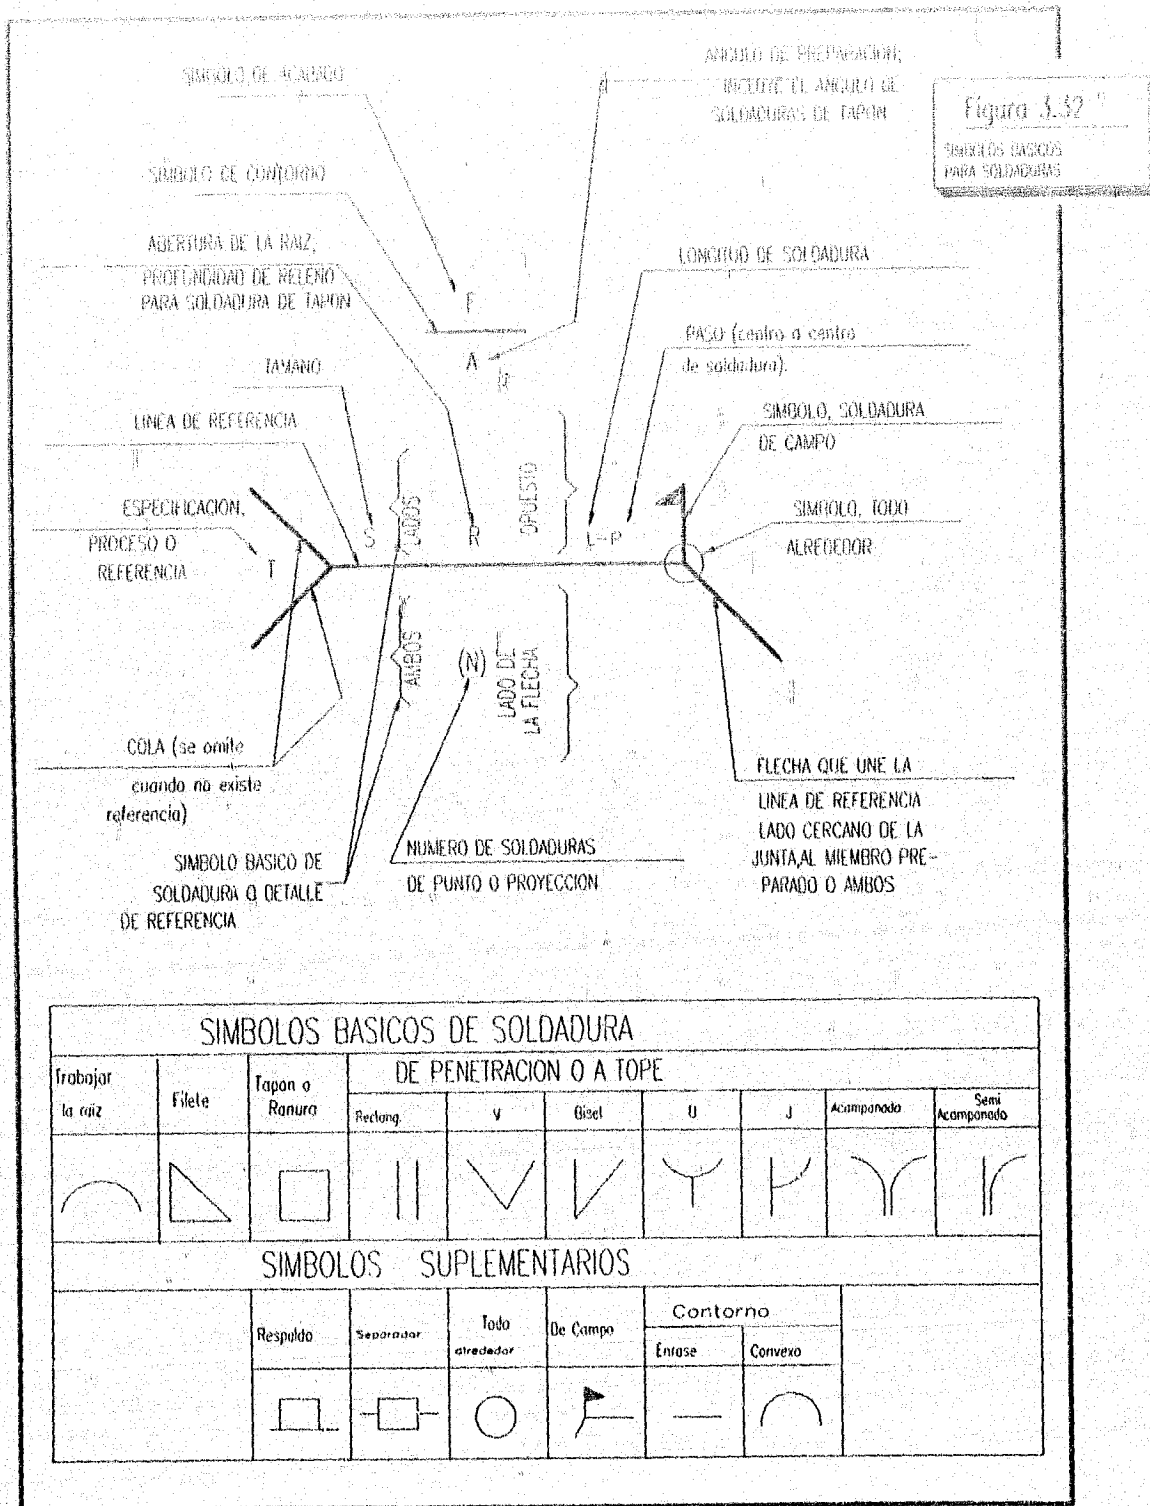 SIMBOLO DE ACABADO
ANGULO DE PREPARACION;
INCLUYE EL ANGULO DE
SOLDADURAS DE TAPON
Figura 3.32
SIMBOLOS BASICOS
PARA SOLDADURAS
SIMBOLO DE CONTORNO
ABERTURA DE LA RAIZ,
PROFUNDIDAD DE RELENO
PARA SOLDADURA DE TAPON
LONGITUD DE SOLDADURA
F
A
PASO (centro a centro
de soldadura).
TAMANO
LINEA DE REFERENCIA
SIMBOLO, SOLDADURA
DE CAMPO
ESPECIFICACION,
PROCESO O
REFERENCIA
T
S
LADOS
R
OPUESTO
L-P
SIMBOLO, TODO
ALREDEDOR
AMBOS
(N)
LADO DE
LA FLECHA
COLA (se omite
cuando no existe
referencia)
FLECHA QUE UNE LA
LINEA DE REFERENCIA
LADO CERCANO DE LA
JUNTA,AL MIEMBRO PRE-
PARADO O AMBOS
SIMBOLO BASICO DE
SOLDADURA O DETALLE
DE REFERENCIA
NUMERO DE SOLDADURAS
DE PUNTO O PROYECCION
SIMBOLOS BASICOS DE SOLDADURA
Trabajar
la raiz
Filete
Tapon o
Ranura
DE PENETRACION O A TOPE
Rectang.
V
Bisel
U
J
Acampanado
Semi
Acampanado
SIMBOLOS SUPLEMENTARIOS
Respaldo
Separador
Todo
alrededor
De Campo
Contorno
Enrase
Convexo